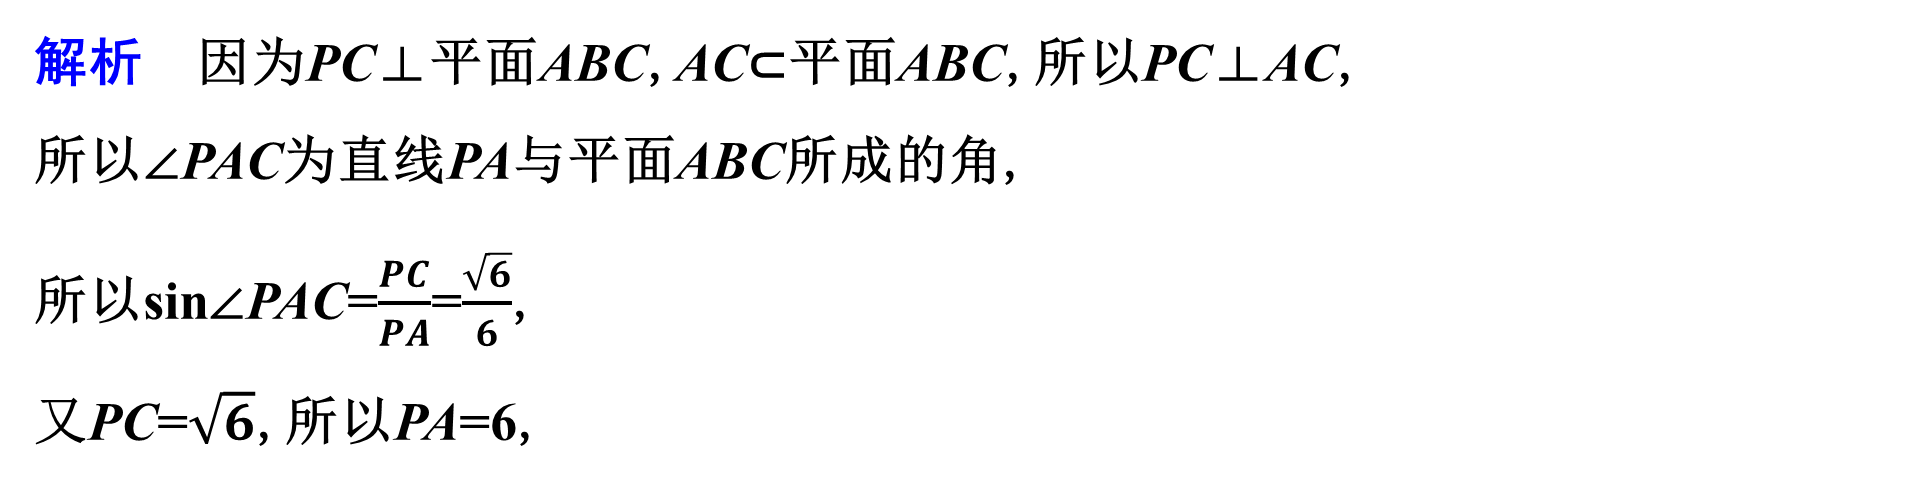 解析　因为PC⊥平面ABC, AC⊂平面ABC, 所以PC⊥AC,
所以∠PAC为直线PA与平面ABC所成的角,
所以sin∠PAC=\frac{PC}{PA}=\frac{\sqrt{6}}{6},
又PC=√6, 所以PA=6,